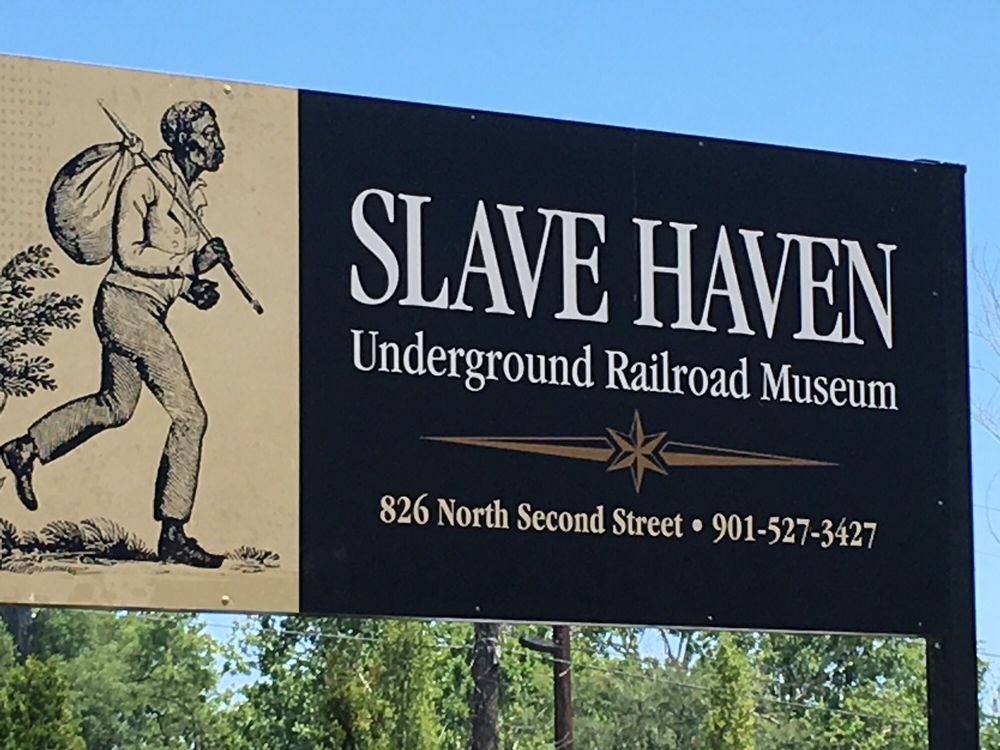 SLAVE HAVEN
Underground Railroad Museum
826 North Second Street • 901-527-3427